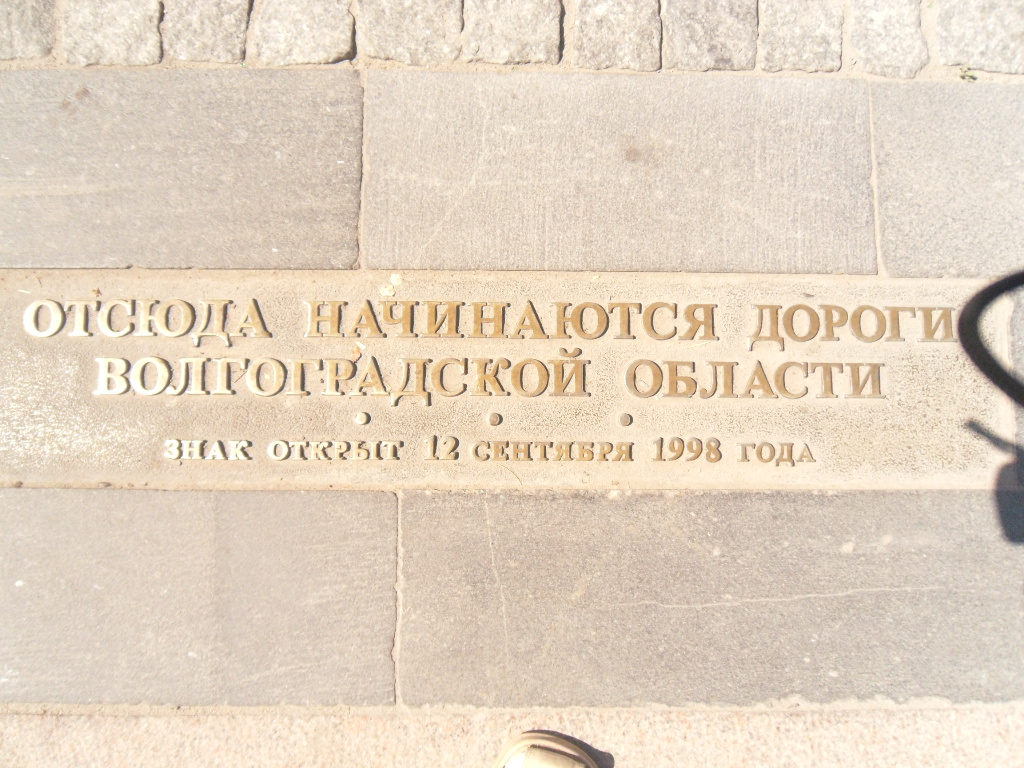 ОТСЮДА НАЧИНАЮТСЯ ДОРОГИ
ВОЛГОГРАДСКОЙ ОБЛАСТИ
• • •
ЗНАК ОТКРЫТ 12 СЕНТЯБРЯ 1998 ГОДА